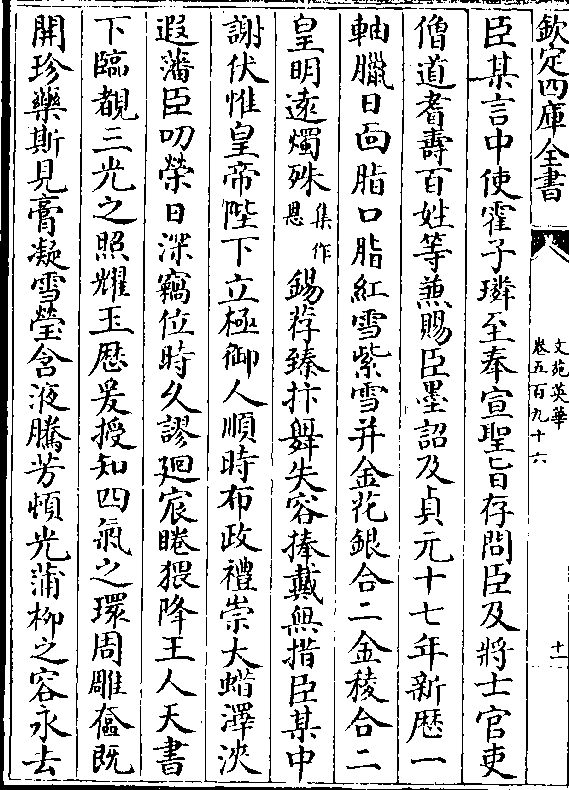 欽定四庫全書
文苑英華
卷五百九十六
十一
臣某言中使霍子璘至奉宣聖旨存問臣及將士官吏
僧道耆壽百姓等兼賜臣墨詔及貞元十七年新歴一
軸臘日面脂口脂紅雪紫雪并金花銀合二金稜合二
皇明遠燭殊集作恩錫荐臻抃舞失容捧戴無指臣某中
謝伏惟皇帝陛下立極御人順時布政禮崇大蜡澤浹
遐藩臣叨榮日深竊位時久謬廻宸睠猥降王人天書
下臨覩三光之照耀玉歴爰授知四氣之環周雕奩既
開珍藥斯見膏凝雪瑩含液騰芳頓光蒲柳之容永去